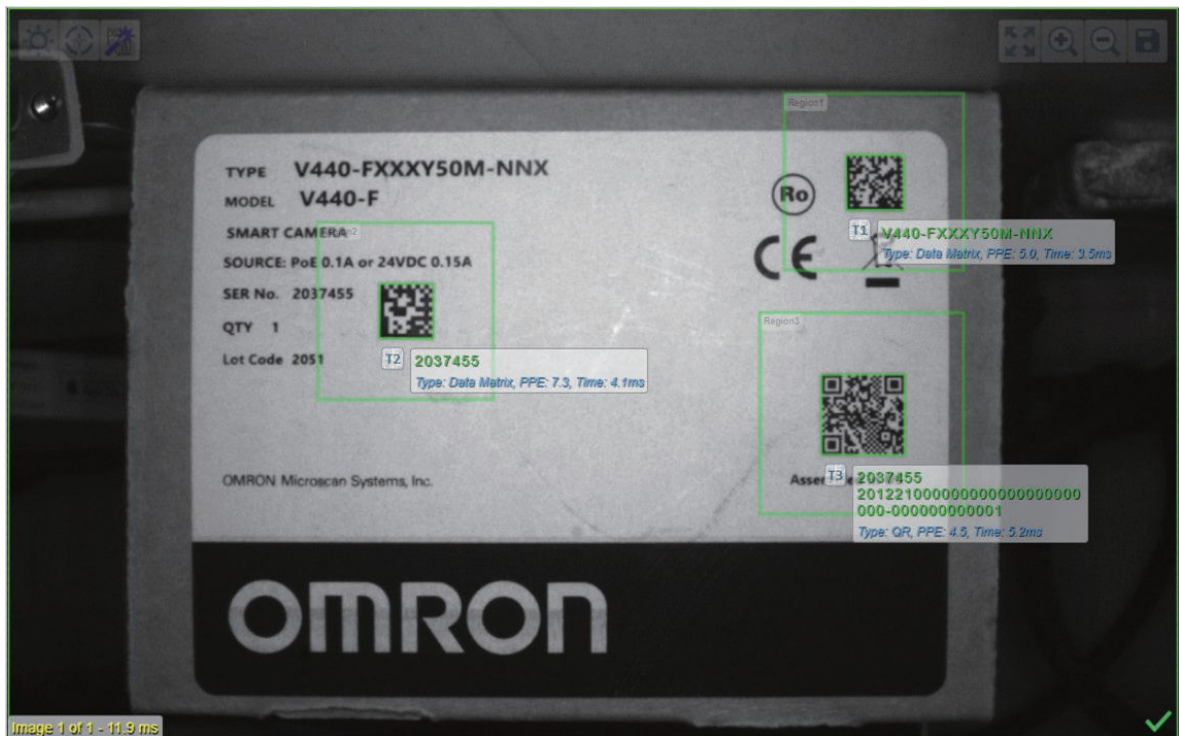 Region1
TYPE V440-FXXXY50M-NNX
MODEL V440-F
Ro
SMART CAMERA
T1 V440-FXXXY50M-NNX
Type: Data Matrix, PPE: 5.0, Time: 3.5ms
SOURCE: PoE 0.1A or 24VDC 0.15A
CE
SER No. 2037455
QTY 1
Region3
Lot Code 2051
T2 2037455
Type: Data Matrix, PPE: 7.3, Time: 4.1ms
OMRON Microscan Systems, Inc.
T3 2037455
2012210000000000000000000
000-000000000001
Type: QR, PPE: 4.5, Time: 5.2ms
OMRON
Image 1 of 1 - 11.9 ms